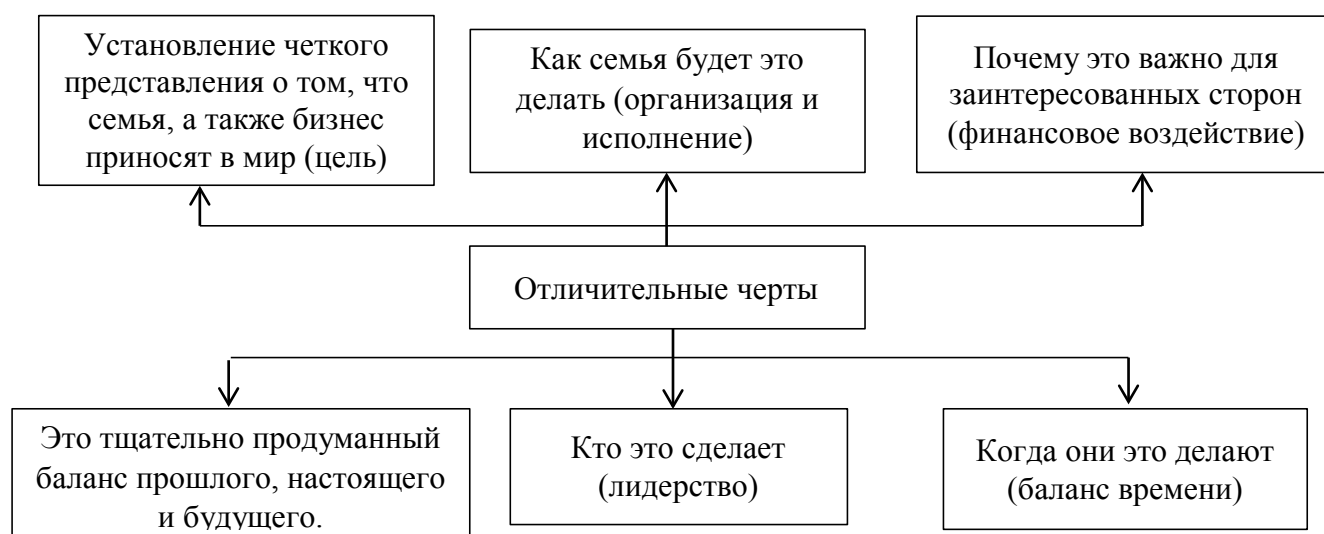 Установление четкого
представления о том, что
семья, а также бизнес
приносят в мир (цель)
Как семья будет это
делать (организация и
исполнение)
Почему это важно для
заинтересованных сторон
(финансовое воздействие)
Отличительные черты
Это тщательно продуманный
баланс прошлого, настоящего
и будущего.
Кто это сделает
(лидерство)
Когда они это делают
(баланс времени)